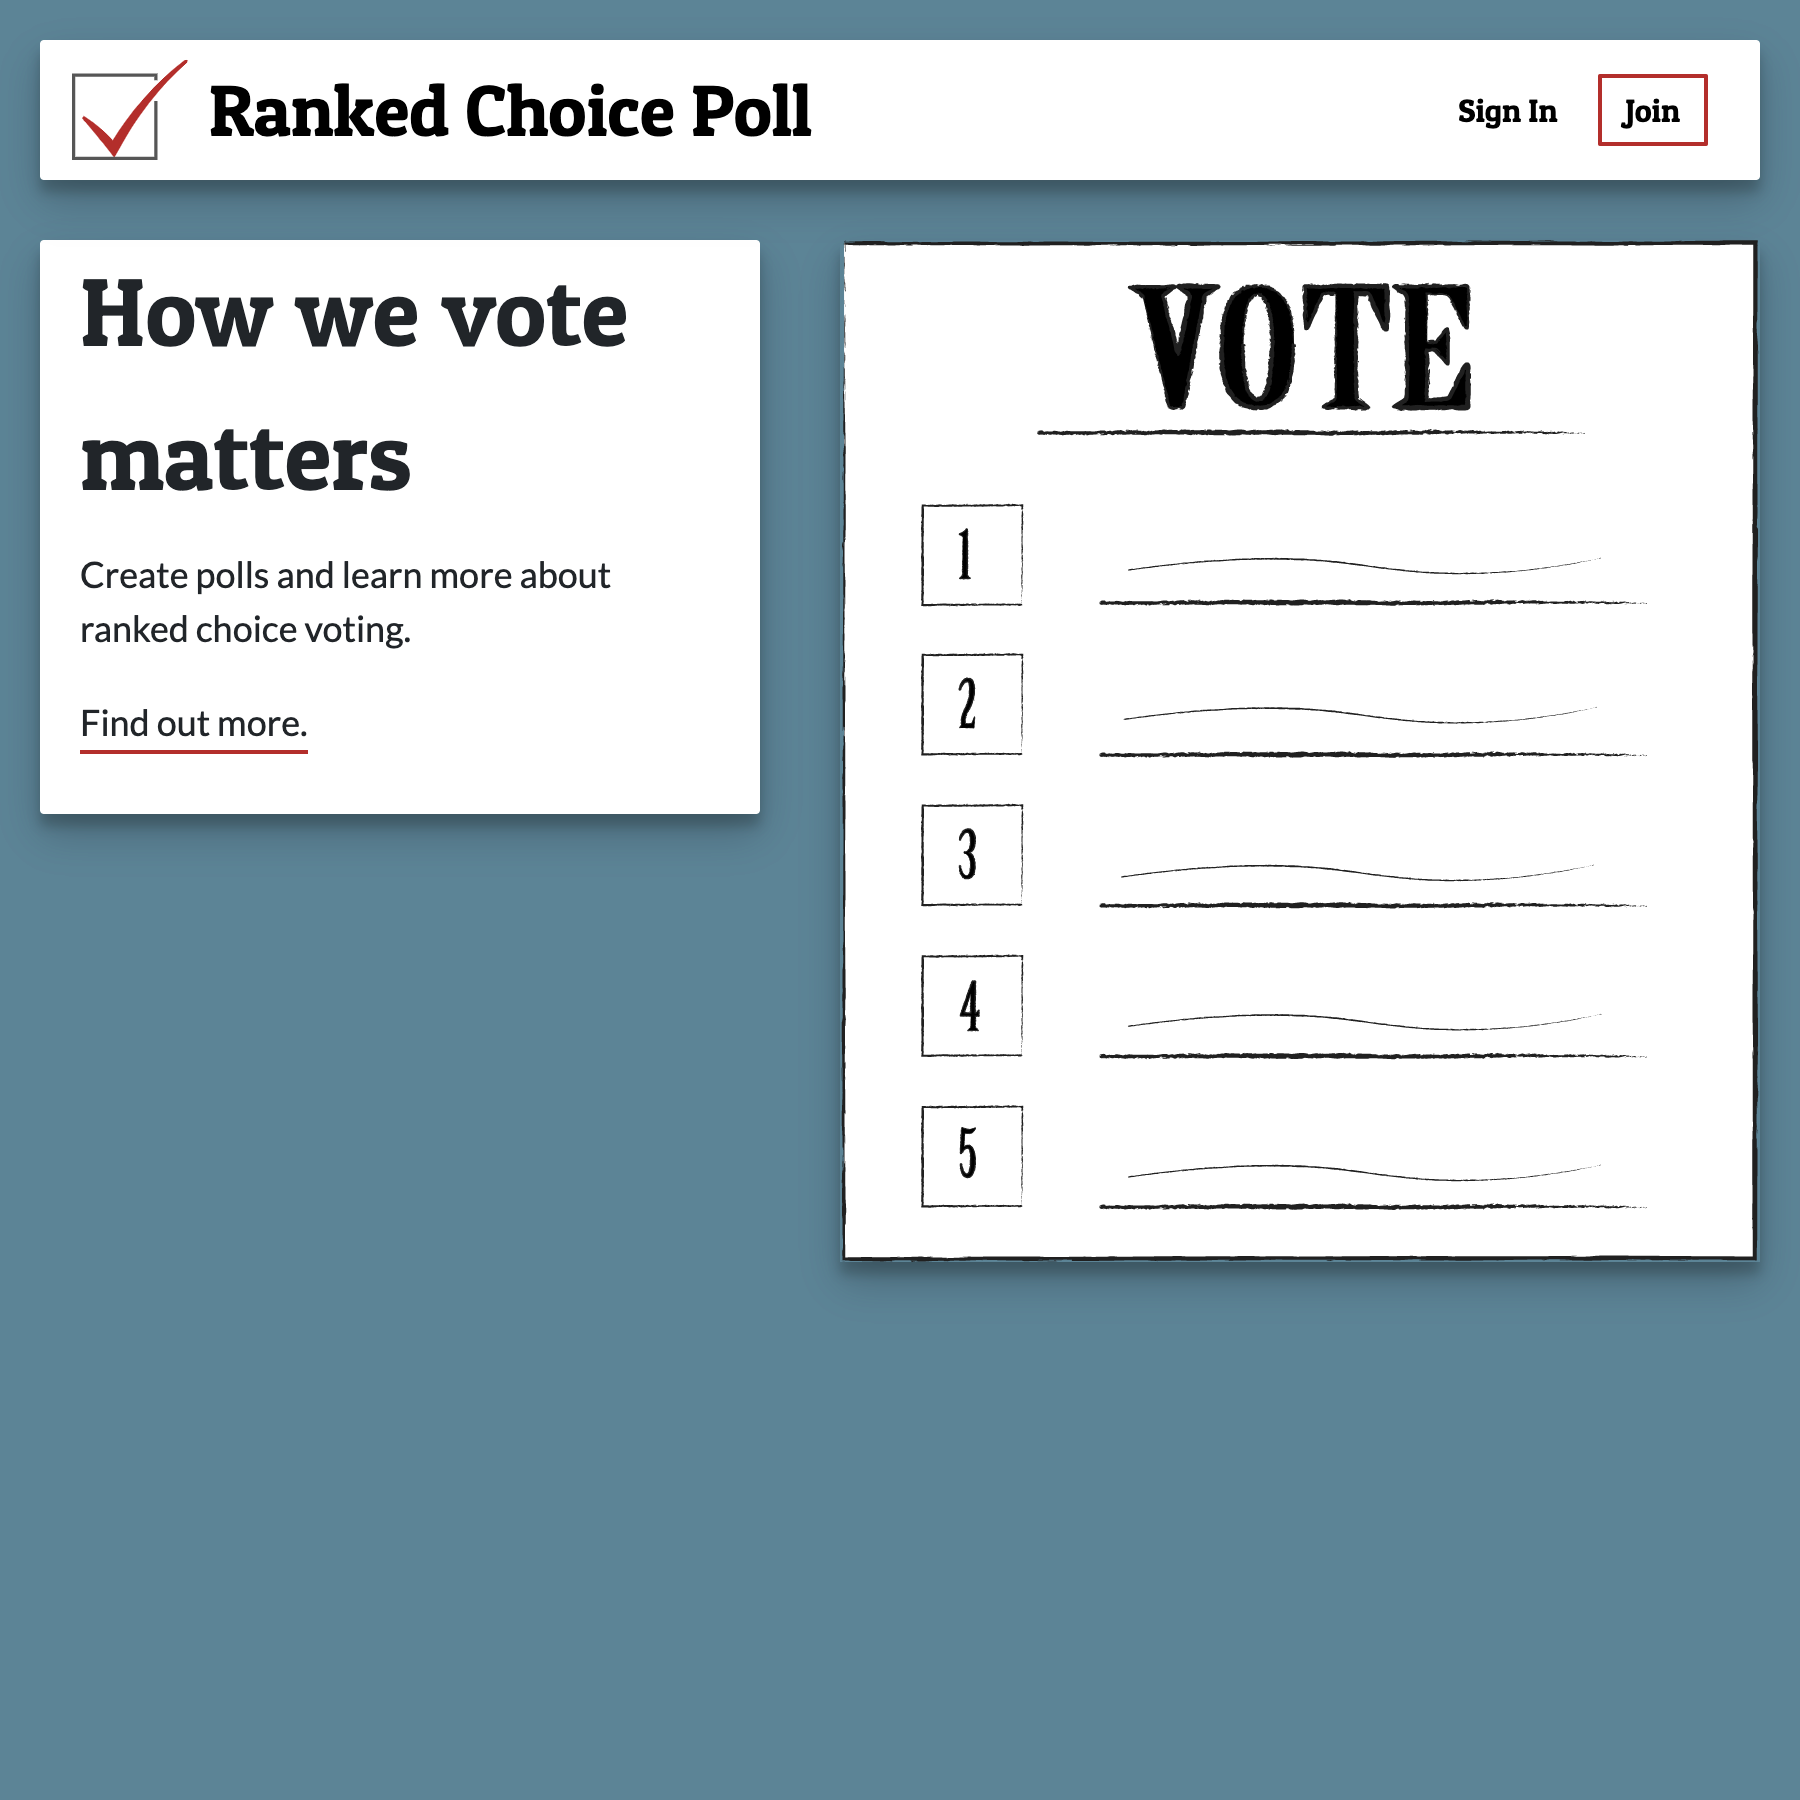 Ranked Choice Poll
Sign In
Join
How we vote
matters
Create polls and learn more about
ranked choice voting.
Find out more.
VOTE
1
2
3
4
5